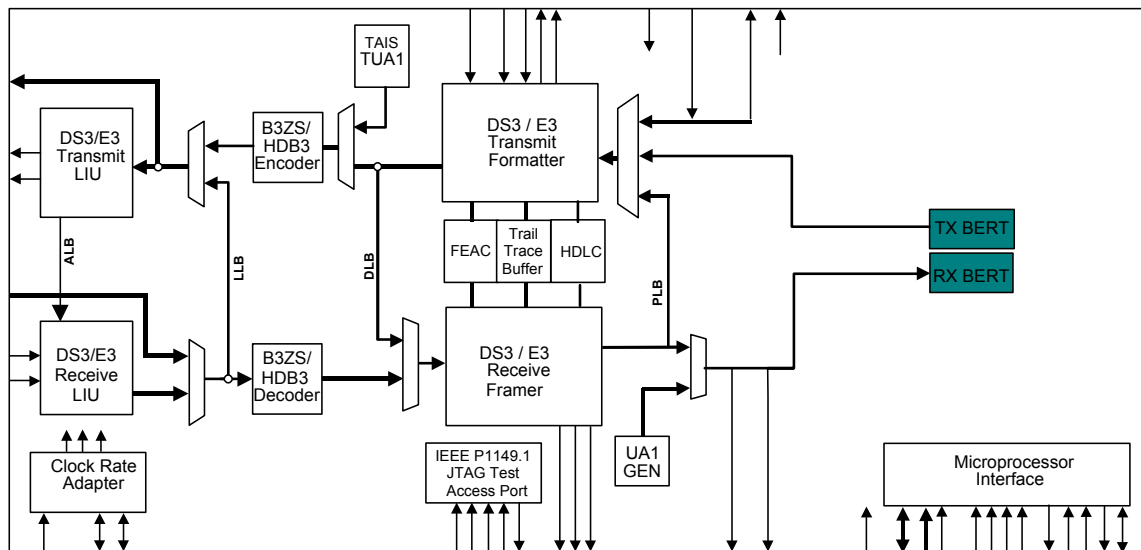 TAIS
TUA1
DS3/E3
Transmit
LIU
B3ZS/
HDB3
Encoder
DS3 / E3
Transmit
Formatter
TX BERT
RX BERT
ALB
LLB
DLB
FEAC
Trail
Trace
Buffer
HDLC
PLB
DS3/E3
Receive
LIU
B3ZS/
HDB3
Decoder
DS3 / E3
Receive
Framer
Clock Rate
Adapter
IEEE P1149.1
JTAG Test
Access Port
UA1
GEN
Microprocessor
Interface